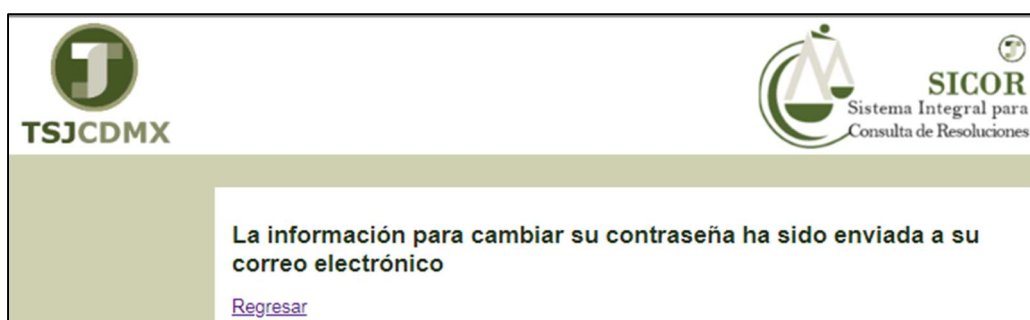 TSJCDMX
SICOR
Sistema Integral para
Consulta de Resoluciones
La información para cambiar su contraseña ha sido enviada a su
correo electrónico
Regresar